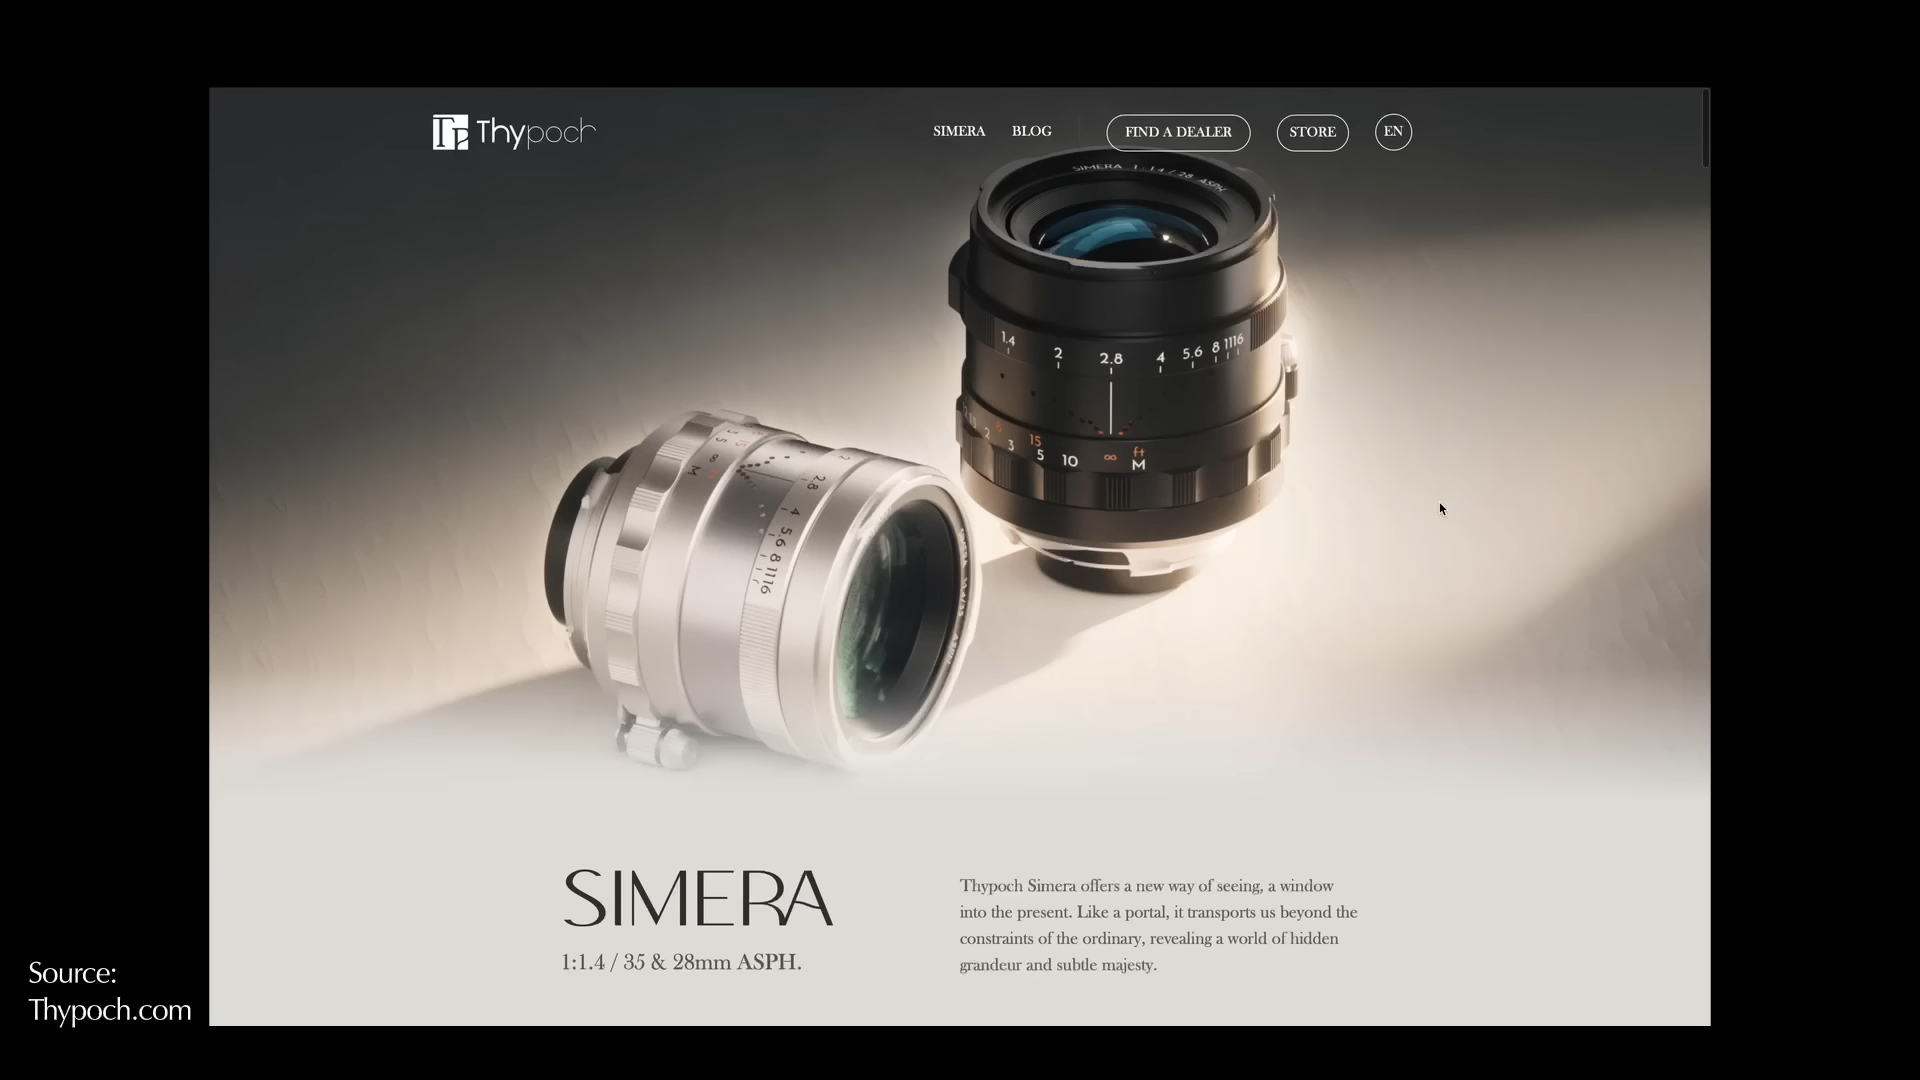 Thypoch
SIMERA
BLOG
FIND A DEALER
STORE
EN
SIMERA 1:1.4 / 28 ASPH.
1.4 2 2.8 4 5.6 8 11 16
15 ft
2 3 5 10 ∞ M
2.8 4 5.6 8 11 16
5 ∞ M
SIMERA
1:1.4 / 35 & 28mm ASPH.
Thypoch Simera offers a new way of seeing, a window
into the present. Like a portal, it transports us beyond the
constraints of the ordinary, revealing a world of hidden
grandeur and subtle majesty.
Source:
Thypoch.com